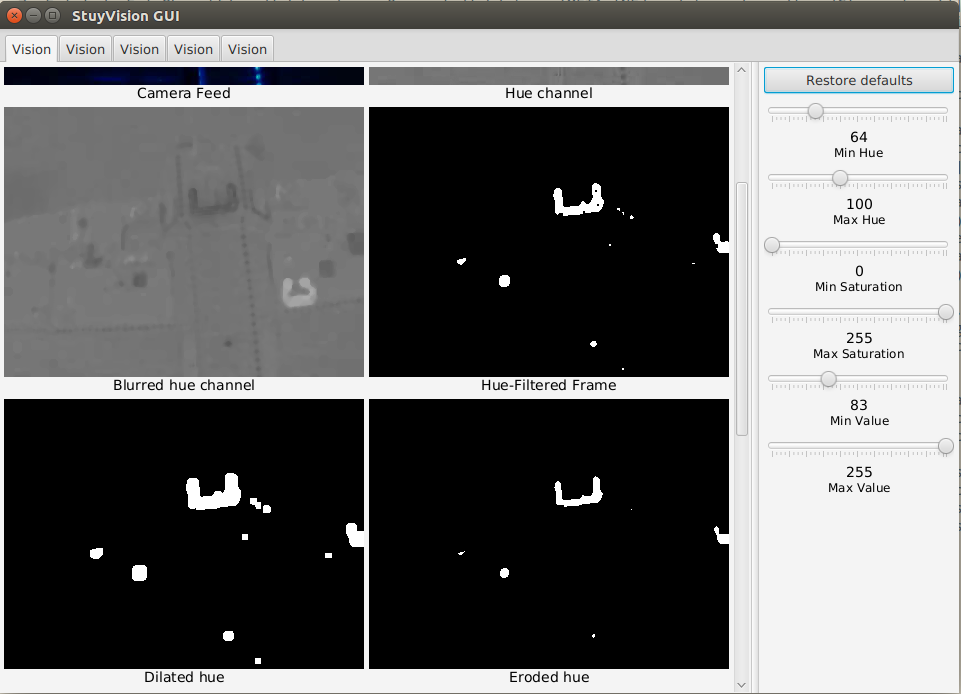 StuyVision GUI
Vision Vision Vision Vision Vision
Restore defaults
Camera Feed Hue channel
64
Min Hue
100
Max Hue
0
Min Saturation
255
Max Saturation
Blurred hue channel Hue-Filtered Frame
83
Min Value
255
Max Value
Dilated hue Eroded hue